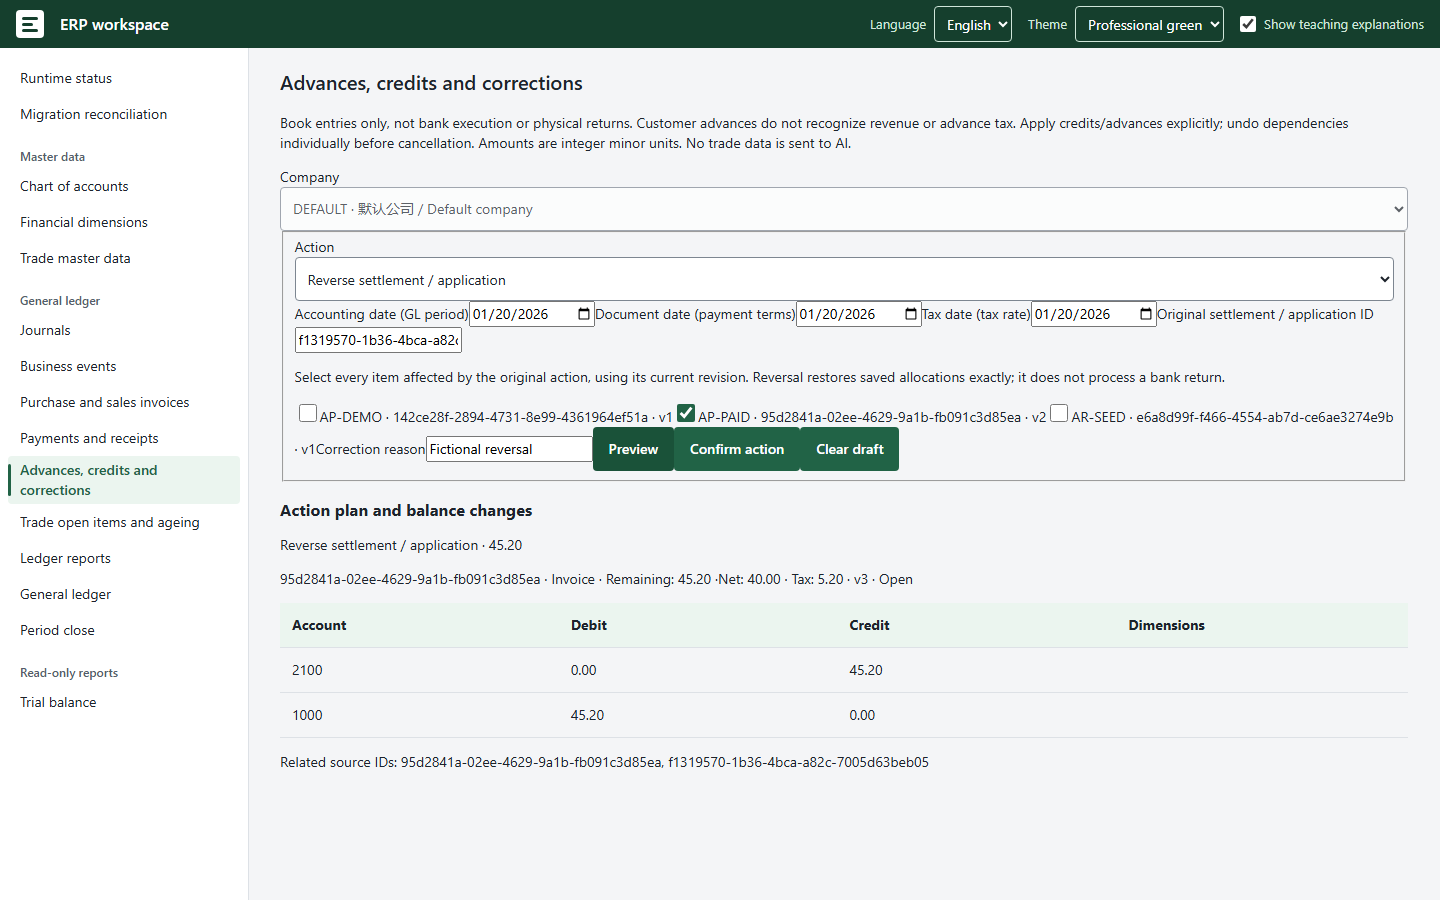 ERP workspace
Language English Theme Professional green Show teaching explanations
Runtime status
Migration reconciliation
Master data
Chart of accounts
Financial dimensions
Trade master data
General ledger
Journals
Business events
Purchase and sales invoices
Payments and receipts
Advances, credits and
corrections
Trade open items and ageing
Ledger reports
General ledger
Period close
Read-only reports
Trial balance
Advances, credits and corrections
Book entries only, not bank execution or physical returns. Customer advances do not recognize revenue or advance tax. Apply credits/advances explicitly; undo dependencies
individually before cancellation. Amounts are integer minor units. No trade data is sent to AI.
Company
DEFAULT · 默认公司 / Default company
Action
Reverse settlement / application
Accounting date (GL period) 01/20/2026 Document date (payment terms) 01/20/2026 Tax date (tax rate) 01/20/2026 Original settlement / application ID
f1319570-1b36-4bca-a82c
Select every item affected by the original action, using its current revision. Reversal restores saved allocations exactly; it does not process a bank return.
AP-DEMO · 142ce28f-2894-4731-8e99-4361964ef51a · v1 AP-PAID · 95d2841a-02ee-4629-9a1b-fb091c3d85ea · v2 AR-SEED · e6a8d99f-f466-4554-ab7d-ce6ae3274e9b
· v1 Correction reason Fictional reversal Preview Confirm action Clear draft
Action plan and balance changes
Reverse settlement / application · 45.20
95d2841a-02ee-4629-9a1b-fb091c3d85ea · Invoice · Remaining: 45.20 ·Net: 40.00 · Tax: 5.20 · v3 · Open
Account Debit Credit Dimensions
2100 0.00 45.20
1000 45.20 0.00
Related source IDs: 95d2841a-02ee-4629-9a1b-fb091c3d85ea, f1319570-1b36-4bca-a82c-7005d63beb05